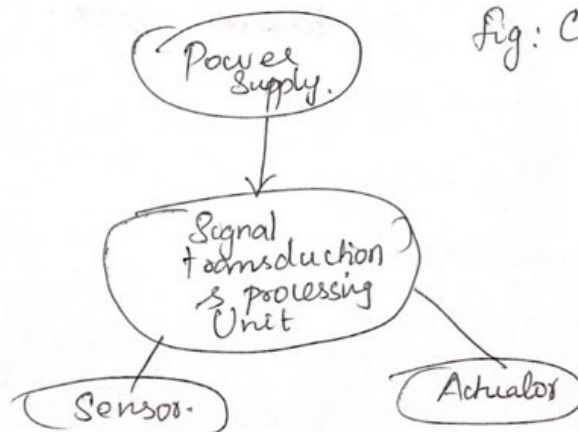 fig: C
Power
Supply.
Signal
transduction
& processing
Unit
Sensor.
Actuator